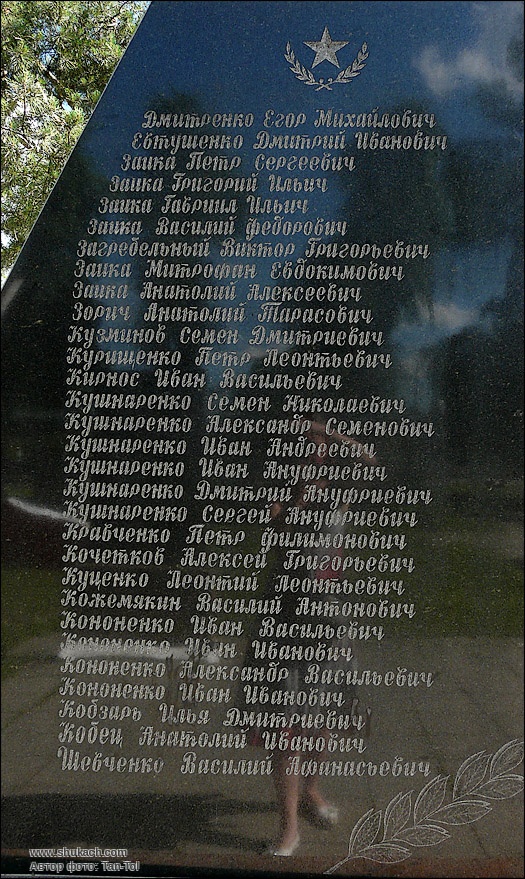 Дмитренко Егор Михайлович
Евтушенко Дмитрий Иванович
Заика Петр Сергеевич
Заика Григорий Ильич
Заика Гавриил Ильич
Заика Василий Федорович
Загребельный Виктор Григорьевич
Заика Митрофан Евдокимович
Заика Анатолий Алексеевич
Зорич Анатолий Тарасович
Кузминов Семен Дмитриевич
Курищенко Петр Леонтьевич
Кирнос Иван Васильевич
Кушнаренко Семен Николаевич
Кушнаренко Александр Семенович
Кушнаренко Иван Андреевич
Кушнаренко Иван Ануфриевич
Кушнаренко Дмитрий Ануфриевич
Кушнаренко Сергей Ануфриевич
Кравченко Петр Филимонович
Кочетков Алексей Григорьевич
Куценко Леонтий Леонтьевич
Кожемякин Василий Антонович
Кононенко Иван Васильевич
Кононенко Иван Иванович
Кононенко Александр Васильевич
Кононенко Иван Иванович
Кобзарь Илья Дмитриевич
Кобец Анатолий Иванович
Шевченко Василий Афанасьевич
www.shukach.com
Автор фото: Tan-Tol